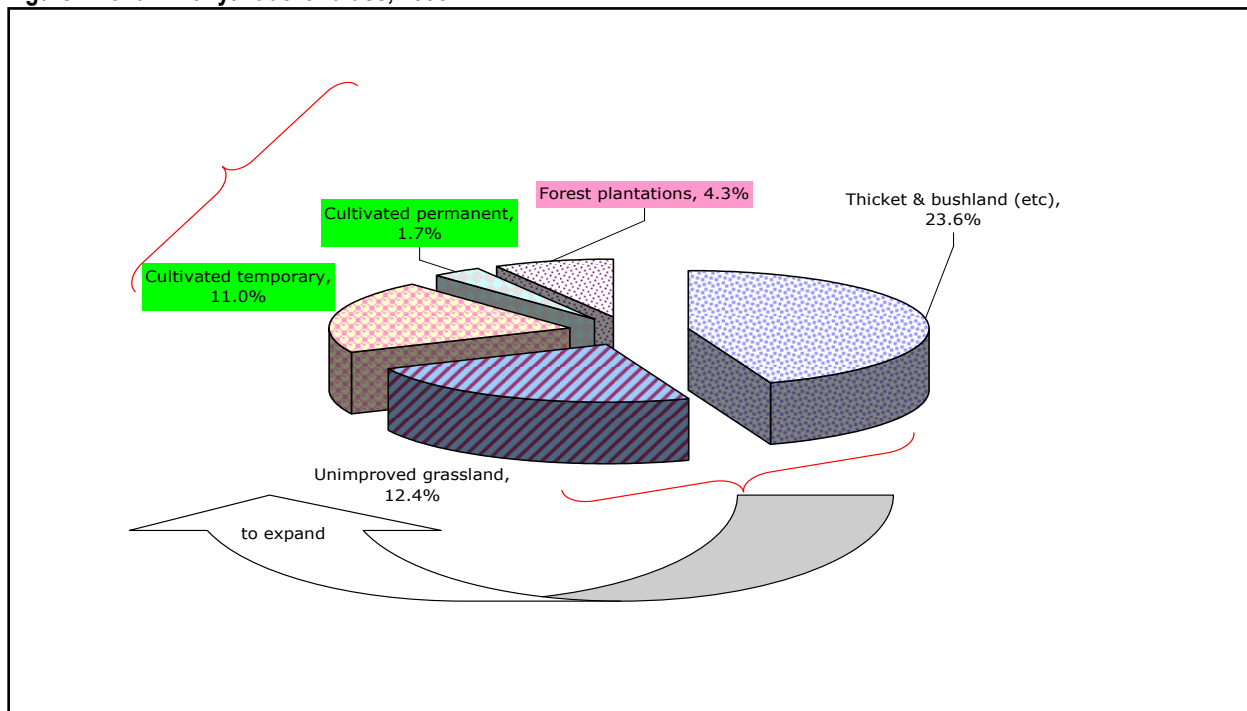 Forest plantations, 4.3%
Thicket & bushland (etc),
23.6%
Cultivated permanent,
1.7%
Cultivated temporary,
11.0%
Unimproved grassland,
12.4%
to expand